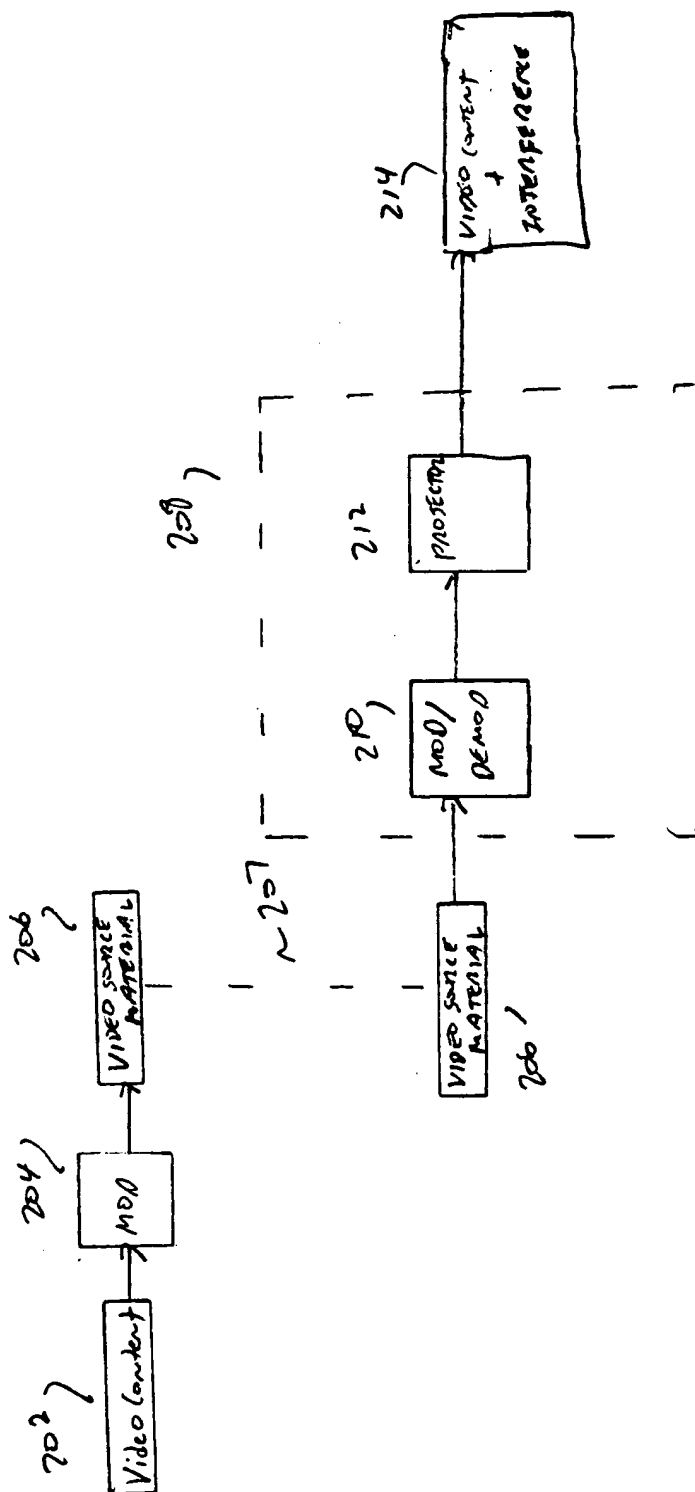 202
Video Content
204
MOD
206
VIDEO SOURCE
MATERIAL
~207
206
VIDEO SOURCE
MATERIAL
208
210
MOD/
DEMOD
212
PROJECTOR
214
VIDEO CONTENT
+
INTERFERENCE